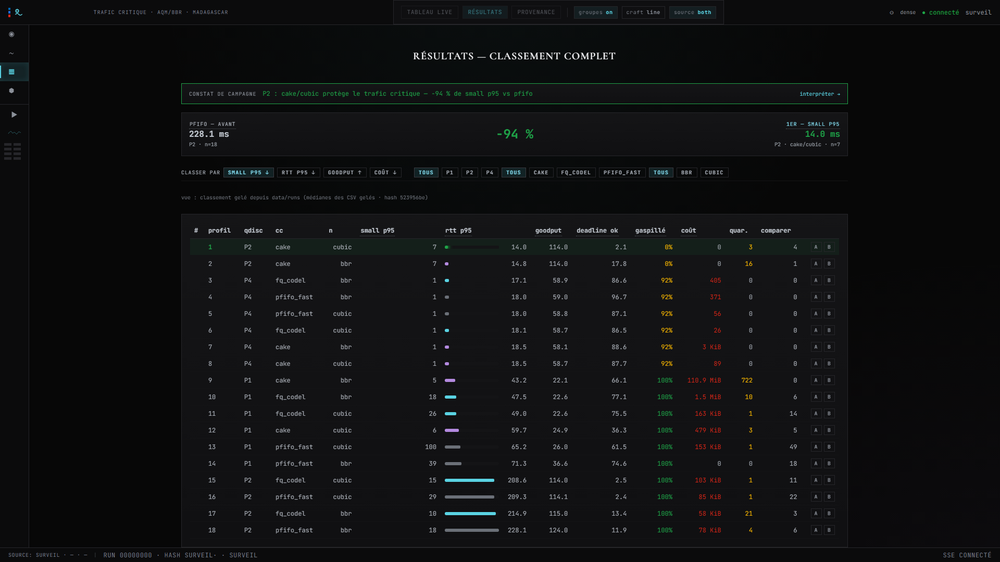 TRAFIC CRITIQUE · AQM/BBR · MADAGASCAR
TABLEAU LIVE RÉSULTATS PROVENANCE groupes on craft line source both
dense connecté surveil
RÉSULTATS — CLASSEMENT COMPLET
CONSTAT DE CAMPAGNE P2 : cake/cubic protège le trafic critique — -94 % de small p95 vs pfifo interpréter →
PFIFO — AVANT
228.1 ms
P2 · n=18
-94 %
1ER — SMALL P95
14.0 ms
P2 · cake/cubic · n=7
CLASSER PAR SMALL P95 ↓ RTT P95 ↓ GOODPUT ↑ COÛT ↓ TOUS P1 P2 P4 TOUS CAKE FQ_CODEL PFIFO_FAST TOUS BBR CUBIC
vue : classement gelé depuis data/runs (médianes des CSV gelés · hash 523956be)
# profil qdisc cc n small p95 rtt p95 goodput deadline ok gaspillé coût quar. comparer
1 P2 cake cubic 7 14.0 114.0 2.1 0% 0 3 4 A B
2 P2 cake bbr 7 14.8 114.0 17.8 0% 0 16 1 A B
3 P4 fq_codel bbr 1 17.1 58.9 86.6 92% 405 0 0 A B
4 P4 pfifo_fast bbr 1 18.0 59.0 96.7 92% 371 0 0 A B
5 P4 pfifo_fast cubic 1 18.0 58.8 87.1 92% 56 0 0 A B
6 P4 fq_codel cubic 1 18.1 58.7 86.5 92% 26 0 0 A B
7 P4 cake bbr 1 18.5 58.1 88.6 92% 3 KiB 0 0 A B
8 P4 cake cubic 1 18.5 58.7 87.7 92% 89 0 0 A B
9 P1 cake bbr 5 43.2 22.1 66.1 100% 110.9 MiB 722 0 A B
10 P1 fq_codel bbr 18 47.5 22.6 77.1 100% 1.5 MiB 10 6 A B
11 P1 fq_codel cubic 26 49.0 22.6 75.5 100% 163 KiB 1 14 A B
12 P1 cake cubic 6 59.7 24.9 36.3 100% 479 KiB 3 5 A B
13 P1 pfifo_fast cubic 100 65.2 26.0 61.5 100% 153 KiB 1 49 A B
14 P1 pfifo_fast bbr 39 71.3 36.6 74.6 100% 0 0 18 A B
15 P2 fq_codel cubic 15 208.6 114.0 2.5 100% 103 KiB 1 11 A B
16 P2 pfifo_fast cubic 29 209.3 114.1 2.4 100% 85 KiB 1 22 A B
17 P2 fq_codel bbr 10 214.9 115.0 13.4 100% 58 KiB 21 3 A B
18 P2 pfifo_fast bbr 18 228.1 124.0 11.9 100% 78 KiB 4 6 A B
SOURCE: SURVEIL · — · — | RUN 00000000 · HASH SURVEIL· · SURVEIL SSE CONNECTÉ